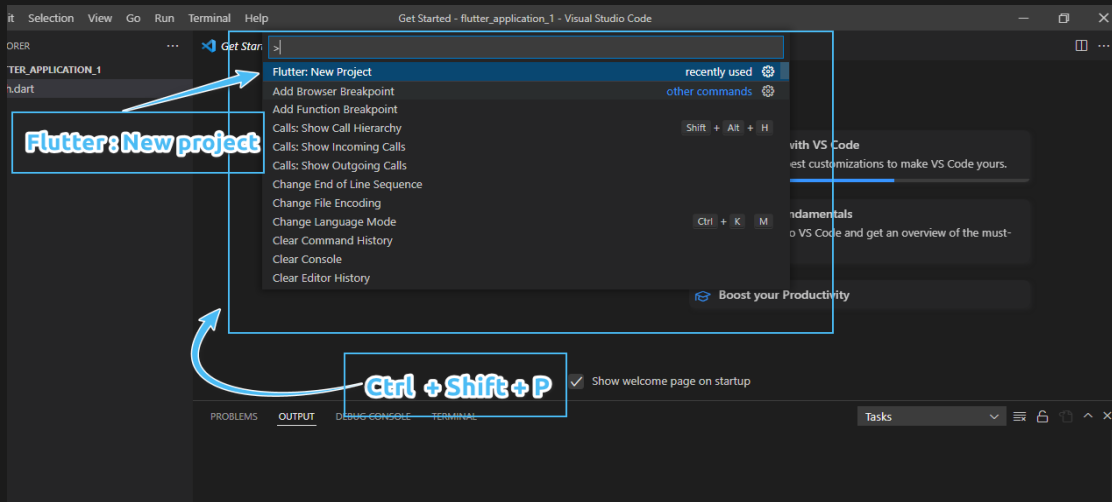 it Selection View Go Run Terminal Help Get Started - flutter_application_1 - Visual Studio Code
ORER ...
Get Star
>
TTER_APPLICATION_1
n.dart
Flutter: New Project recently used
Add Browser Breakpoint other commands
Add Function Breakpoint
Calls: Show Call Hierarchy Shift + Alt + H
Calls: Show Incoming Calls
Calls: Show Outgoing Calls
Change End of Line Sequence
Change File Encoding
Change Language Mode Ctrl + K M
Clear Command History
Clear Console
Clear Editor History
Flutter : New project
with VS Code
est customizations to make VS Code yours.
ndamentals
o VS Code and get an overview of the must-
Boost your Productivity
Ctrl + Shift + P
Show welcome page on startup
PROBLEMS OUTPUT DEBUG CONSOLE TERMINAL Tasks